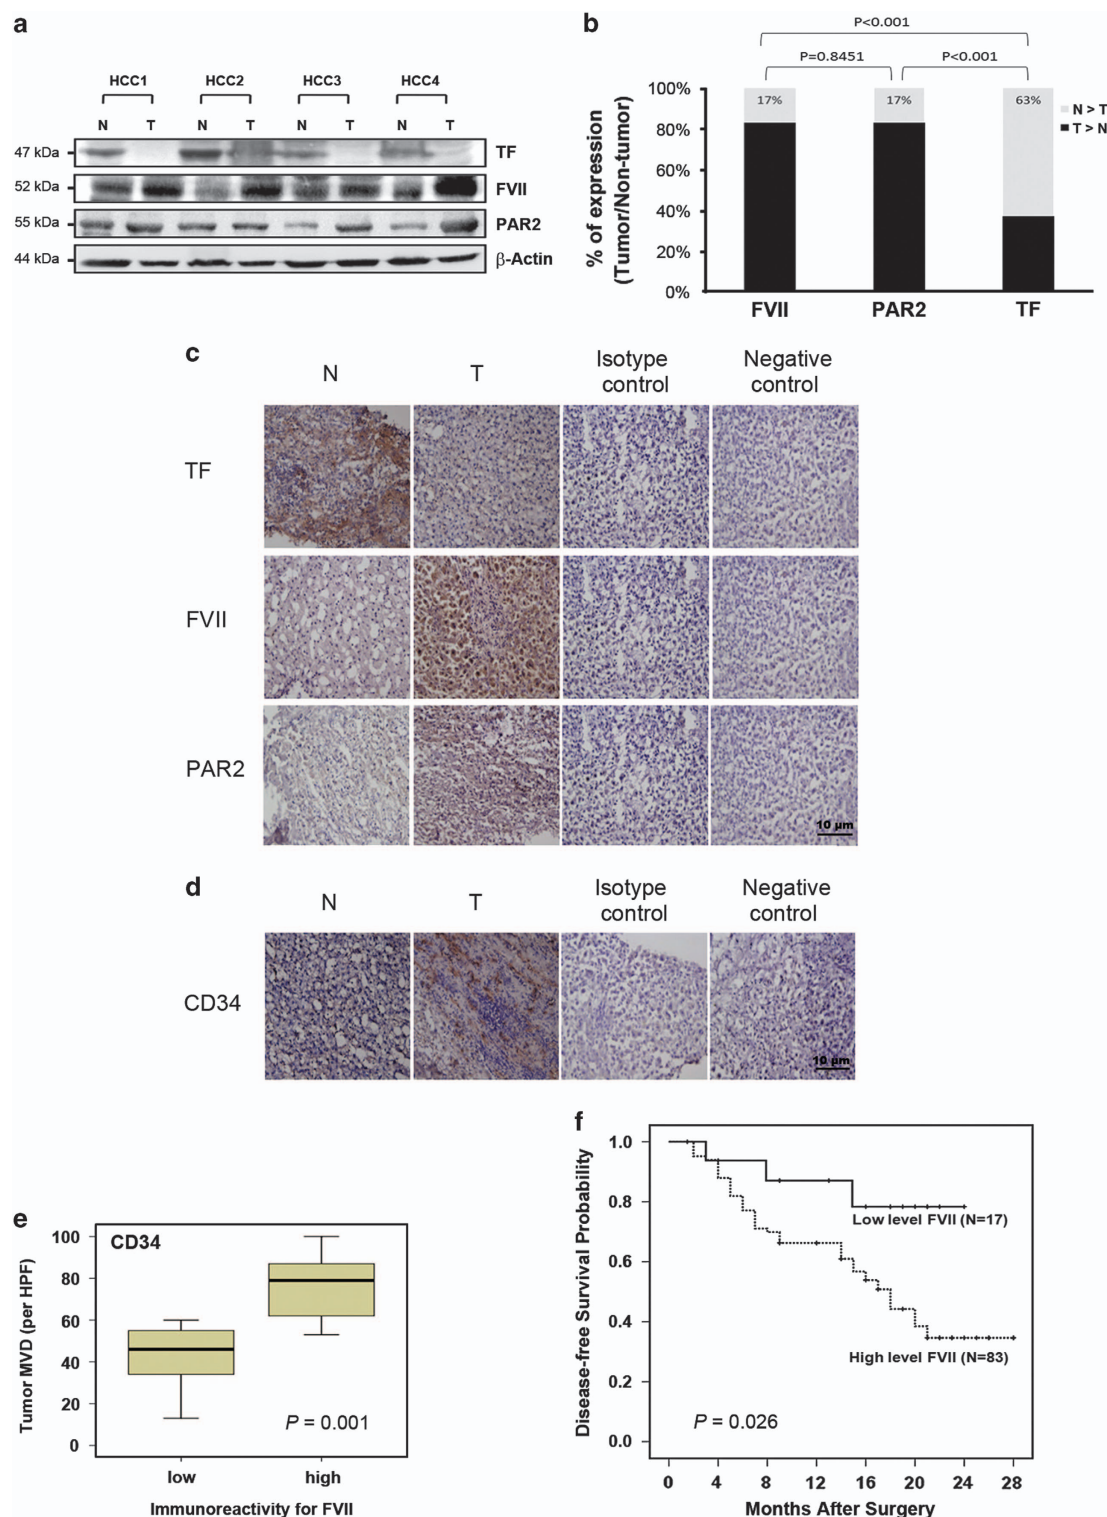 a
HCC1 HCC2 HCC3 HCC4
N T N T N T N T
47 kDa TF
52 kDa FVII
55 kDa PAR2
44 kDa β-Actin
b
P<0.001
P=0.8451 P<0.001
100%
80%
60%
40%
20%
0%
% of expression
(Tumor/Non-tumor)
17% 17% 63%
N > T
T > N
FVII PAR2 TF
c
N T Isotype control Negative control
TF
FVII
PAR2
10 µm
d
N T Isotype control Negative control
CD34
10 µm
e
CD34
Tumor MVD (per HPF)
100
80
60
40
20
0
P = 0.001
low high
Immunoreactivity for FVII
f
Disease-free Survival Probability
1.0
0.8
0.6
0.4
0.2
0.0
Low level FVII (N=17)
High level FVII (N=83)
P = 0.026
0 4 8 12 16 20 24 28
Months After Surgery